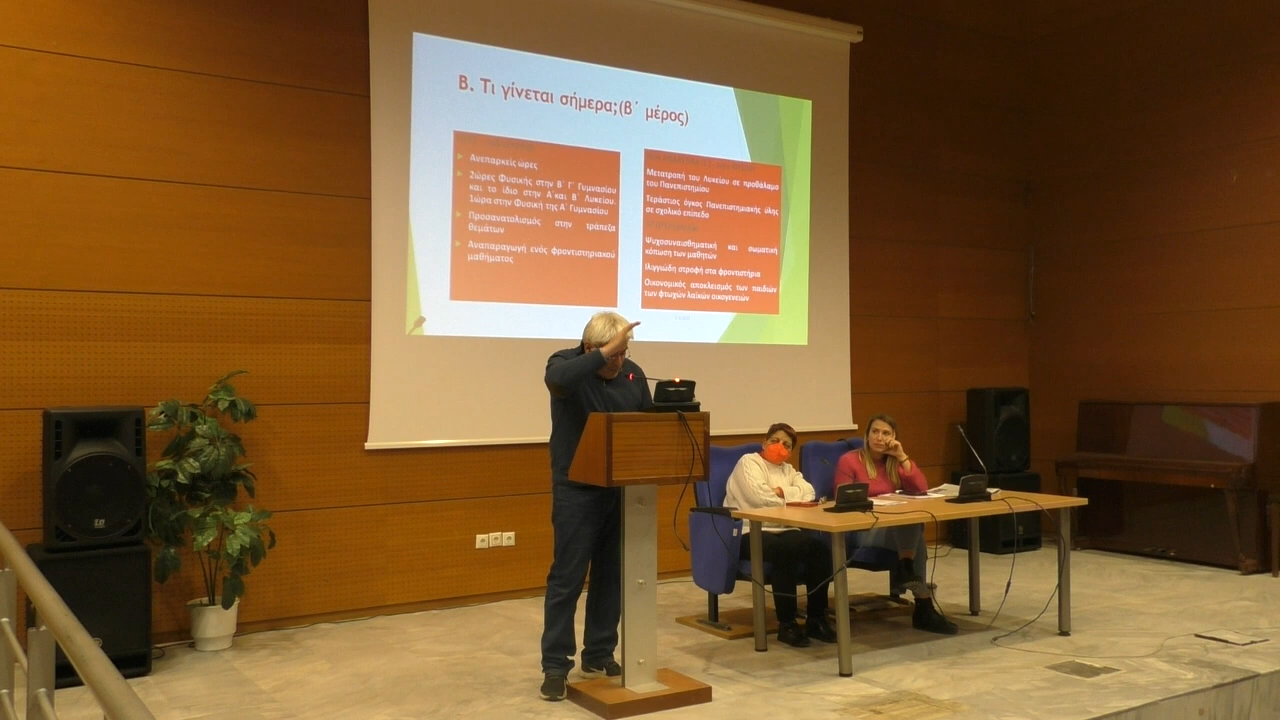 Β. Τι γίνεται σήμερα;(β΄ μέρος)
Ανεπαρκείς ώρες
2ώρες Φυσικής στην Β΄ Γ΄ Γυμνασίου
και το ίδιο στην Α΄και Β΄ Λυκείου.
1ώρα στην Φυσική της Α΄ Γυμνασίου
Προσανατολισμός στην τράπεζα
θεμάτων
Αναπαραγωγή ενός φροντιστηριακού
μαθήματος
Μετατροπή του Λυκείου σε προθάλαμο
του Πανεπιστημίου
Τεράστιος όγκος Πανεπιστημιακής ύλης
σε σχολικό επίπεδο
Ψυχοσυναισθηματική και σωματική
κόπωση των μαθητών
Ιλιγγιώδη στροφή στα φροντιστήρια
Οικονομικός αποκλεισμός των παιδιών
των φτωχών λαϊκών οικογενειών